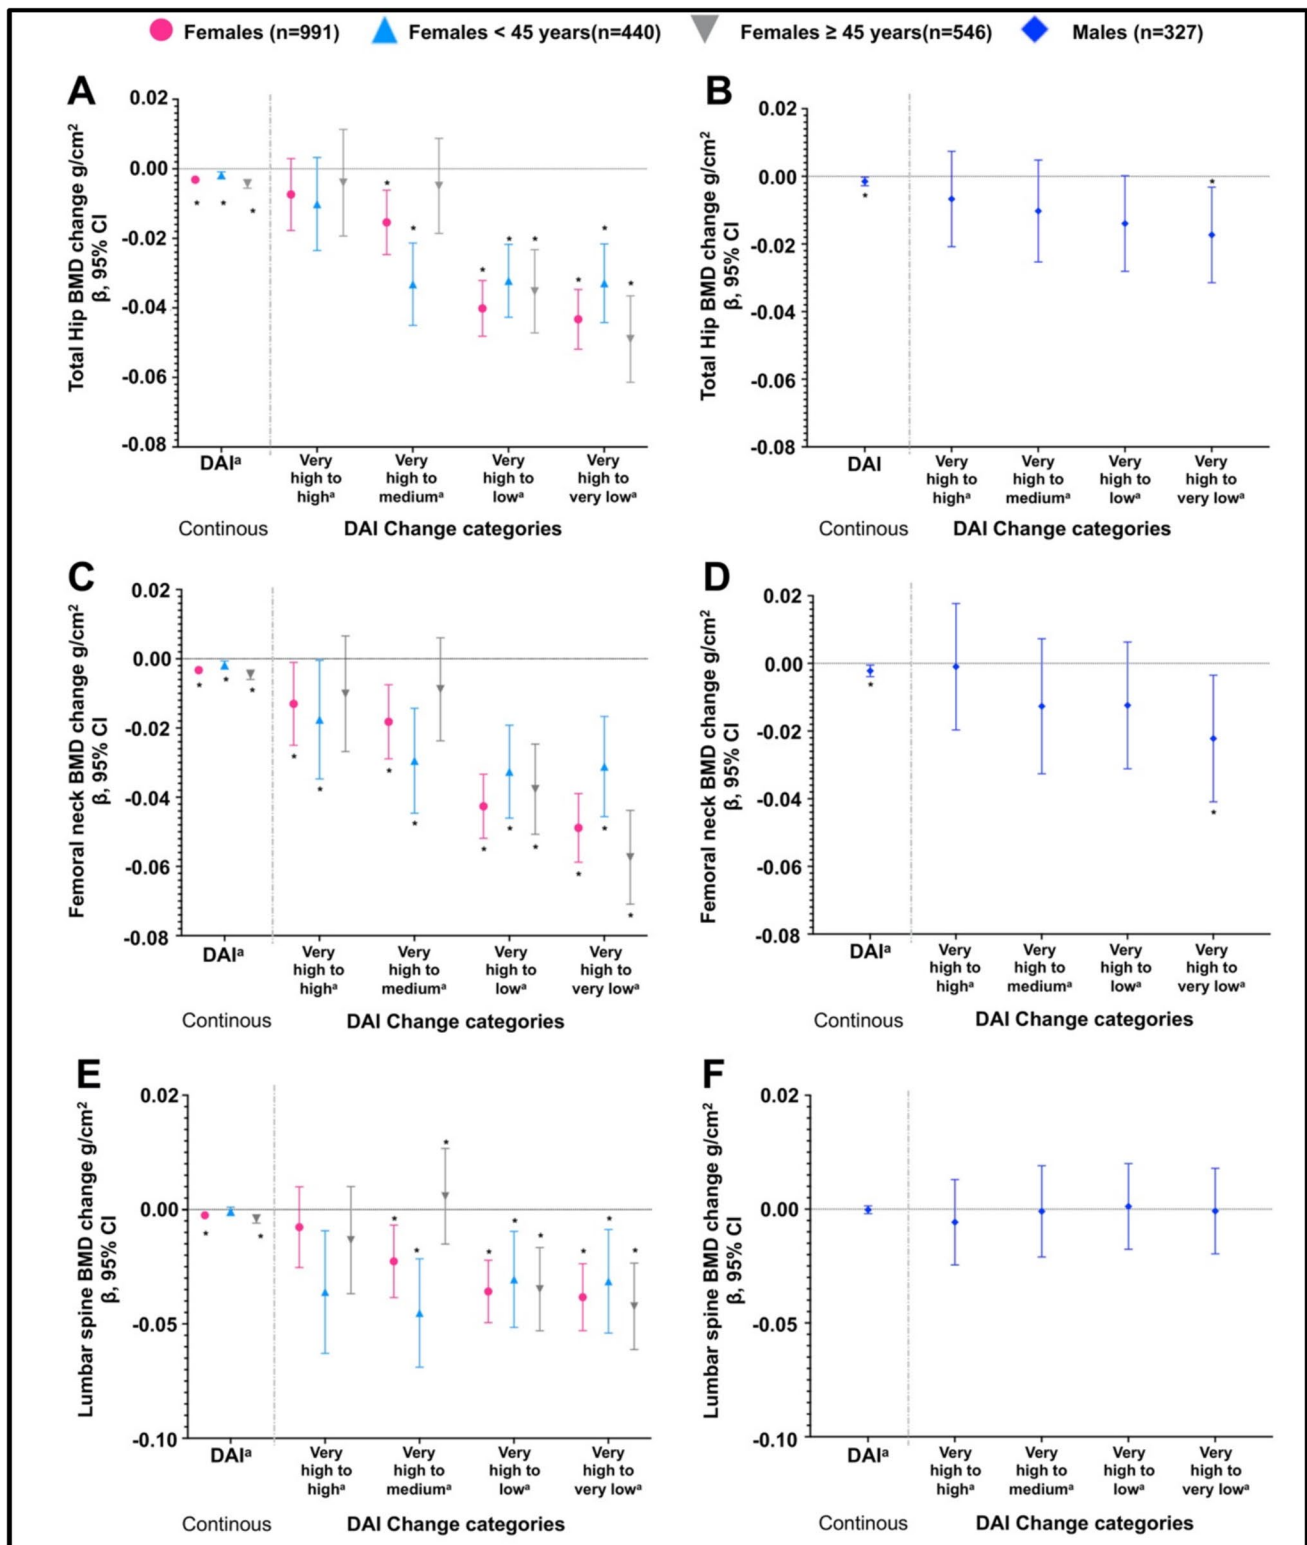 Females (n=991) Females < 45 years(n=440) Females ≥ 45 years(n=546) Males (n=327)
A
Total Hip BMD change g/cm²
β, 95% CI
0.02
0.00
-0.02
-0.04
-0.06
-0.08
* * * * * * * * * * *
DAIᵃ
Very
high to
highᵃ
Very
high to
mediumᵃ
Very
high to
lowᵃ
Very
high to
very lowᵃ
Continous
DAI Change categories
B
Total Hip BMD change g/cm²
β, 95% CI
0.02
0.00
-0.02
-0.04
-0.06
-0.08
* *
DAI
Very
high to
highᵃ
Very
high to
mediumᵃ
Very
high to
lowᵃ
Very
high to
very lowᵃ
Continous
DAI Change categories
C
Femoral neck BMD change g/cm²
β, 95% CI
0.02
0.00
-0.02
-0.04
-0.06
-0.08
* * * * * * * * * * * * *
DAIᵃ
Very
high to
highᵃ
Very
high to
mediumᵃ
Very
high to
lowᵃ
Very
high to
very lowᵃ
Continous
DAI Change categories
D
Femoral neck BMD change g/cm²
β, 95% CI
0.02
0.00
-0.02
-0.04
-0.06
-0.08
* *
DAIᵃ
Very
high to
highᵃ
Very
high to
mediumᵃ
Very
high to
lowᵃ
Very
high to
very lowᵃ
Continous
DAI Change categories
E
Lumbar spine BMD change g/cm²
β, 95% CI
0.02
0.00
-0.05
-0.10
* * * * * * * * * * *
DAIᵃ
Very
high to
highᵃ
Very
high to
mediumᵃ
Very
high to
lowᵃ
Very
high to
very lowᵃ
Continous
DAI Change categories
F
Lumbar spine BMD change g/cm²
β, 95% CI
0.02
0.00
-0.05
-0.10
DAIᵃ
Very
high to
highᵃ
Very
high to
mediumᵃ
Very
high to
lowᵃ
Very
high to
very lowᵃ
Continous
DAI Change categories